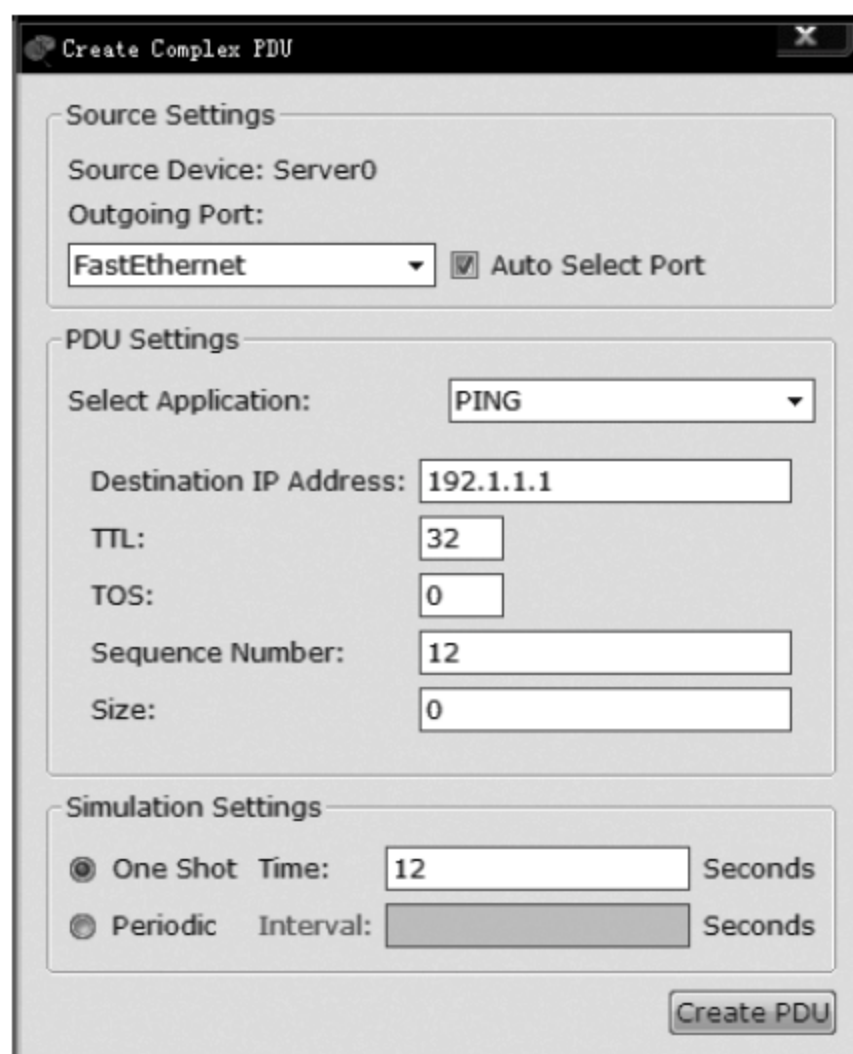 Create Complex PDU
Source Settings
Source Device: Server0
Outgoing Port:
FastEthernet Auto Select Port
PDU Settings
Select Application: PING
Destination IP Address: 192.1.1.1
TTL: 32
TOS: 0
Sequence Number: 12
Size: 0
Simulation Settings
One Shot Time: 12 Seconds
Periodic Interval: Seconds
Create PDU